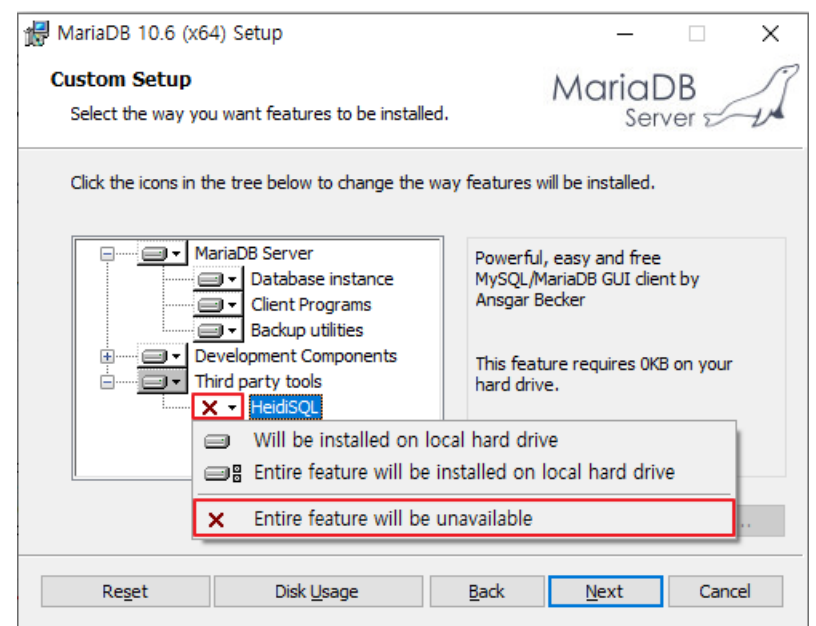 MariaDB 10.6 (x64) Setup
Custom Setup
Select the way you want features to be installed.
MariaDB
Server
Click the icons in the tree below to change the way features will be installed.
MariaDB Server
Database instance
Client Programs
Backup utilities
Development Components
Third party tools
HeidiSQL
Powerful, easy and free
MySQL/MariaDB GUI client by
Ansgar Becker
This feature requires 0KB on your
hard drive.
Will be installed on local hard drive
Entire feature will be installed on local hard drive
Entire feature will be unavailable
Reset
Disk Usage
Back
Next
Cancel